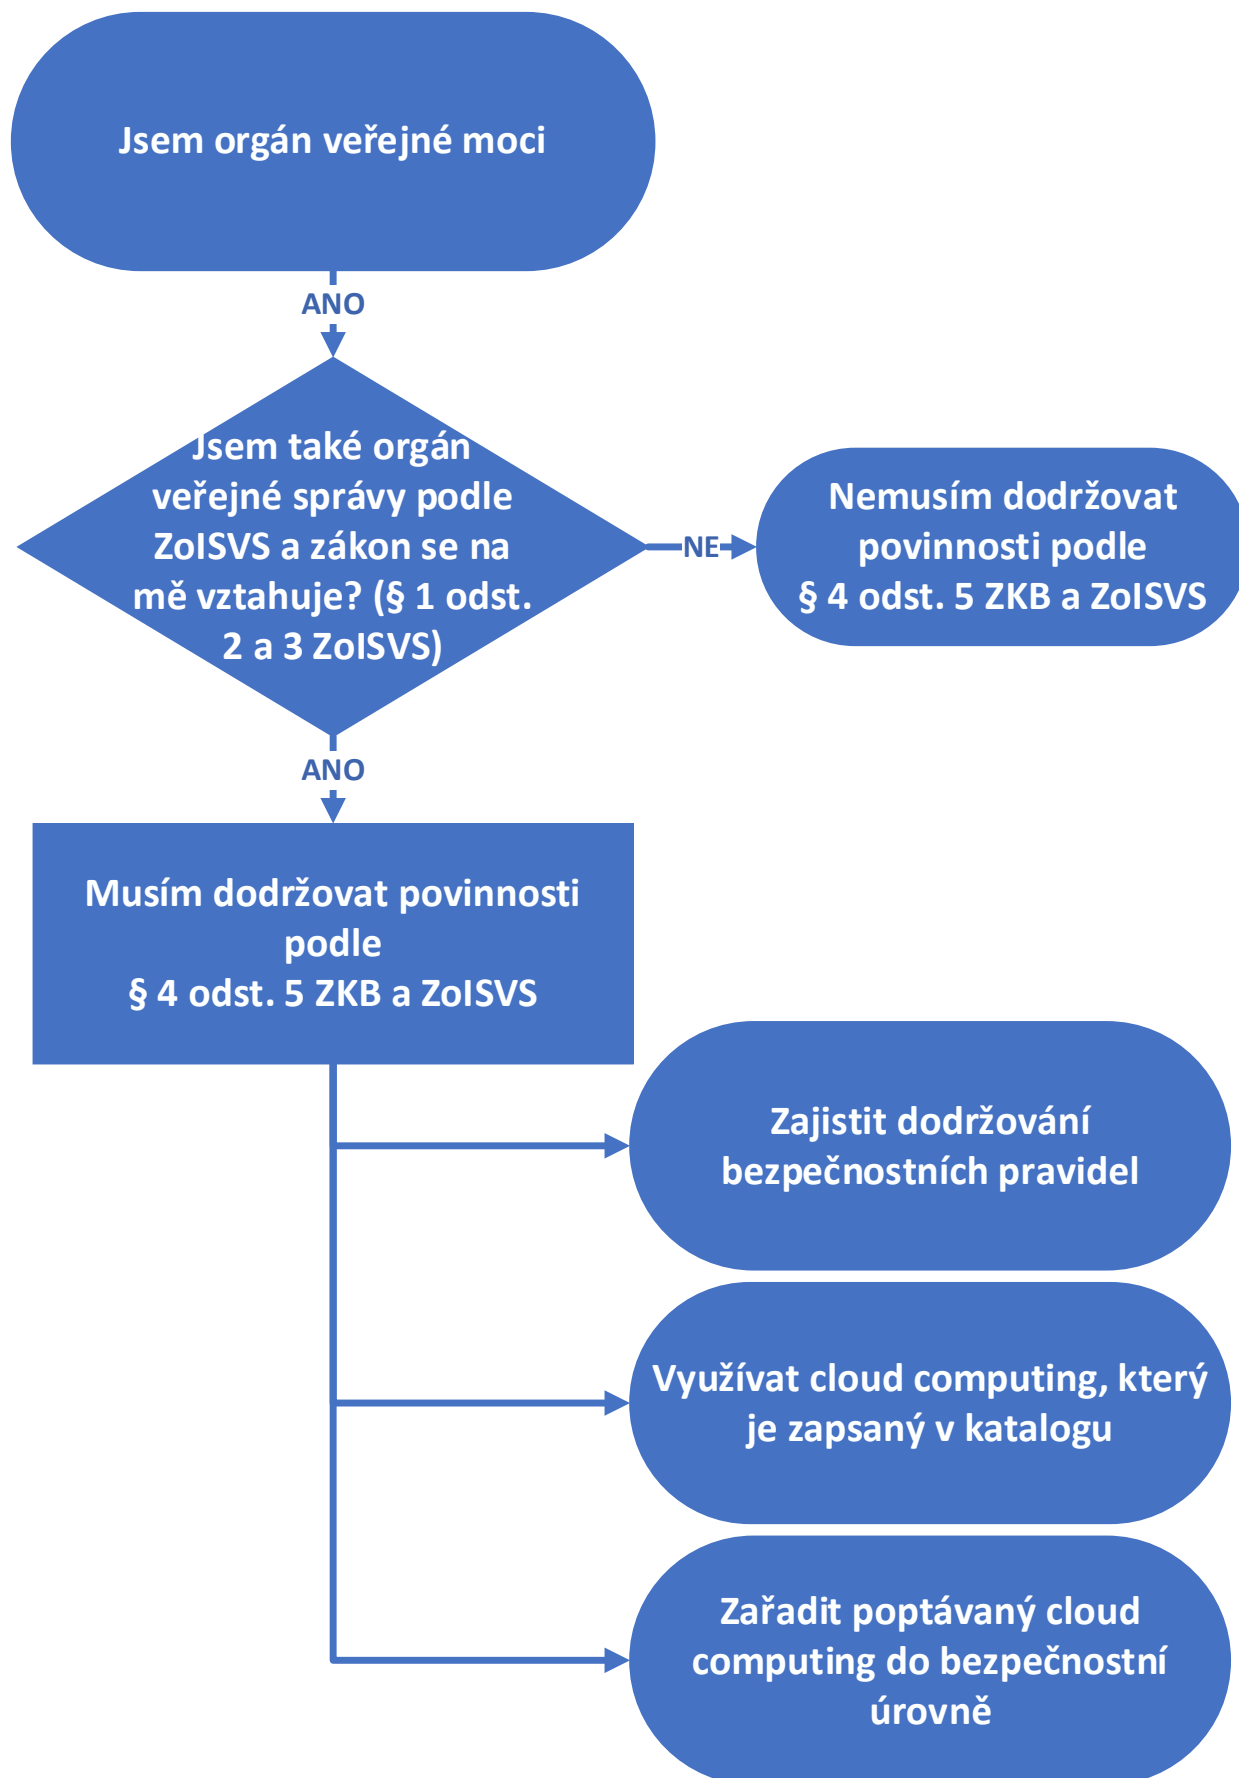 Jsem orgán veřejné moci
ANO
Jsem také orgán
veřejné správy podle
ZoISVS a zákon se na
mě vztahuje? (§ 1 odst.
2 a 3 ZoISVS)
NE
Nemusím dodržovat
povinnosti podle
§ 4 odst. 5 ZKB a ZoISVS
ANO
Musím dodržovat povinnosti
podle
§ 4 odst. 5 ZKB a ZoISVS
Zajistit dodržování
bezpečnostních pravidel
Využívat cloud computing, který
je zapsaný v katalogu
Zařadit poptávaný cloud
computing do bezpečnostní
úrovně